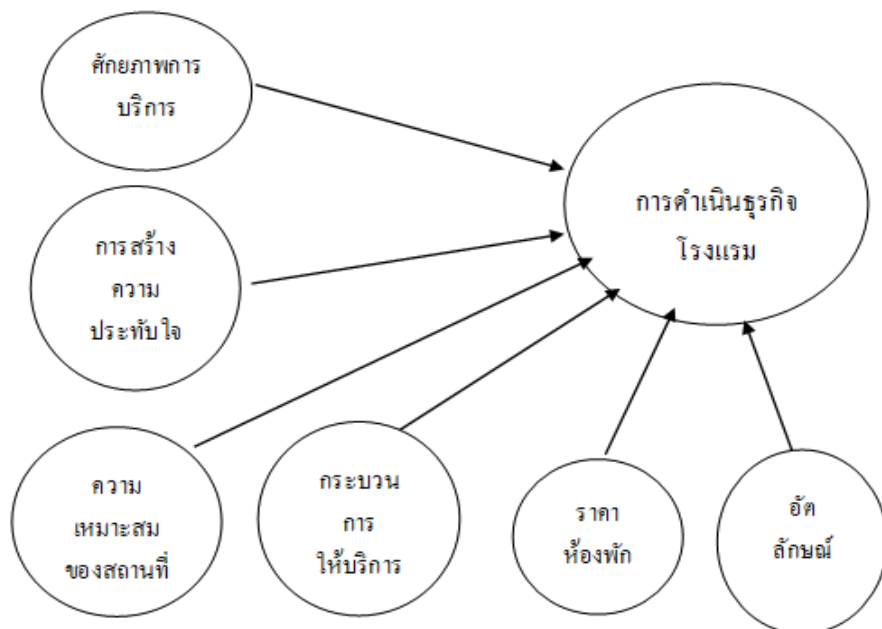 ศักยภาพการ
บริการ
การดำเนินธุรกิจ
โรงแรม
การสร้าง
ความ
ประทับใจ
ความ
เหมาะสม
ของสถานที่
กระบวน
การ
ให้บริการ
ราคา
ห้องพัก
อัต
ลักษณ์